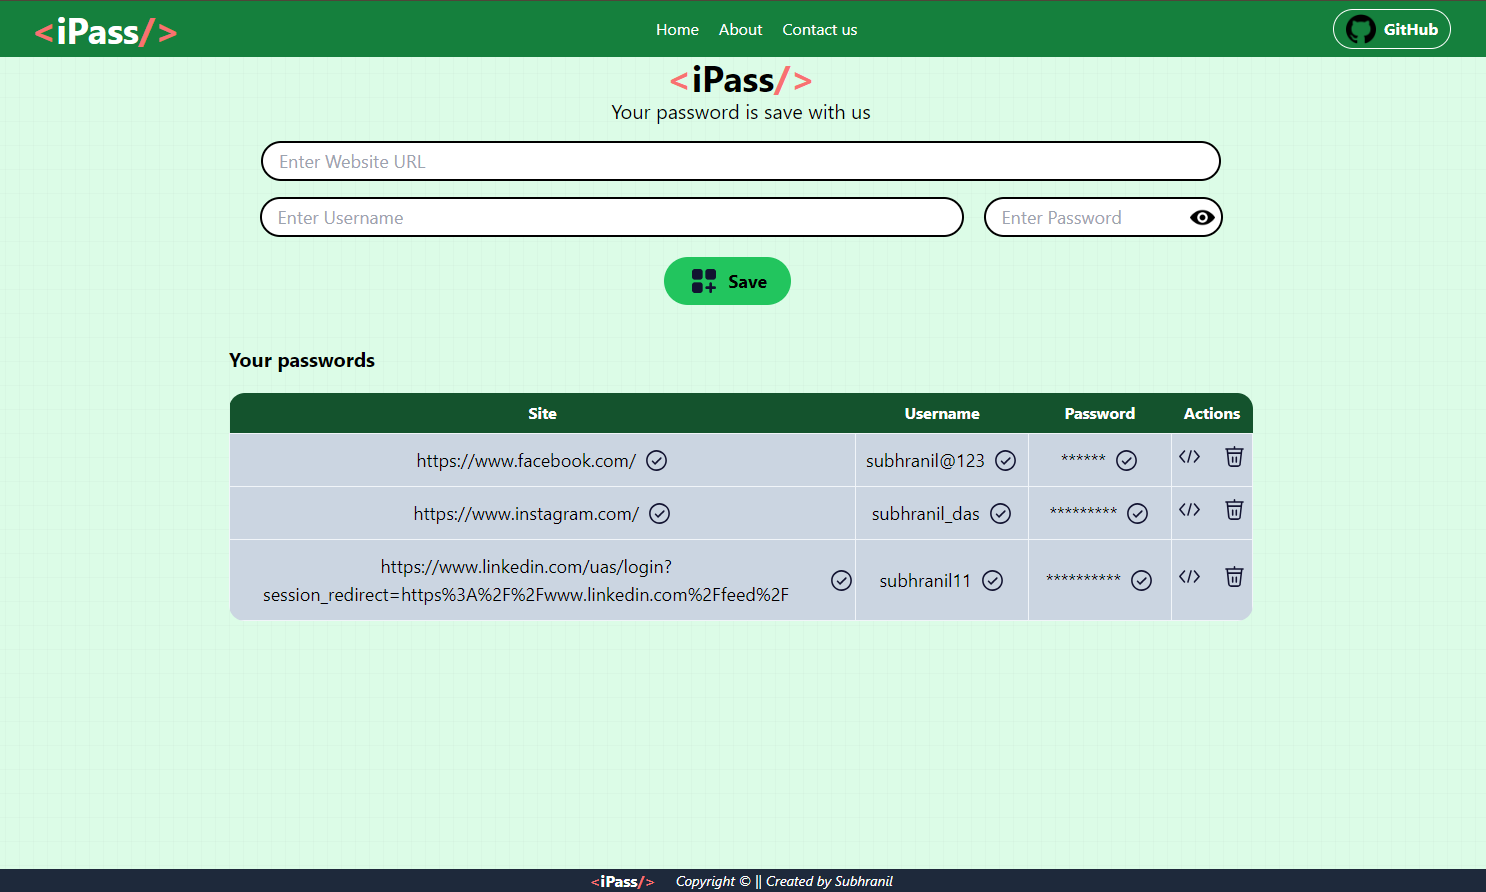 <iPass/>
Home About Contact us
GitHub
<iPass/>
Your password is save with us
Enter Website URL
Enter Username
Enter Password
Save
Your passwords
Site Username Password Actions
https://www.facebook.com/ subhranil@123 ****** </>
https://www.instagram.com/ subhranil_das ********* </>
https://www.linkedin.com/uas/login?
session_redirect=https%3A%2F%2Fwww.linkedin.com%2Ffeed%2F subhranil11 ********** </>
<iPass/> Copyright © || Created by Subhranil